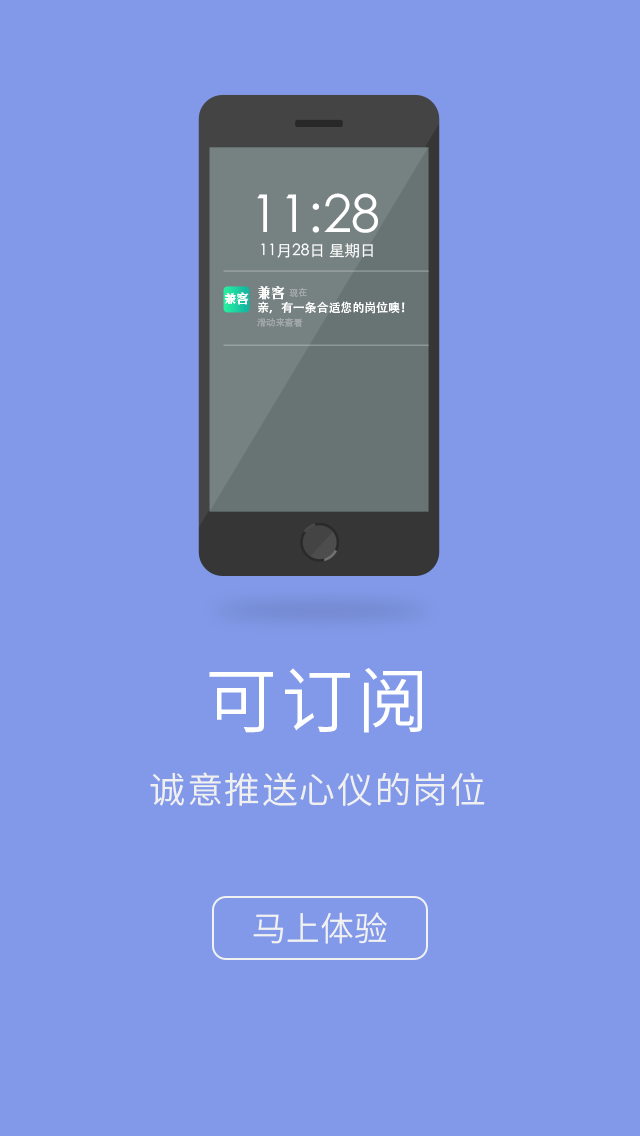 11:28
11月28日 星期日
兼客
兼客 现在
亲，有一条合适您的岗位噢！
滑动来查看
可订阅
诚意推送心仪的岗位
马上体验